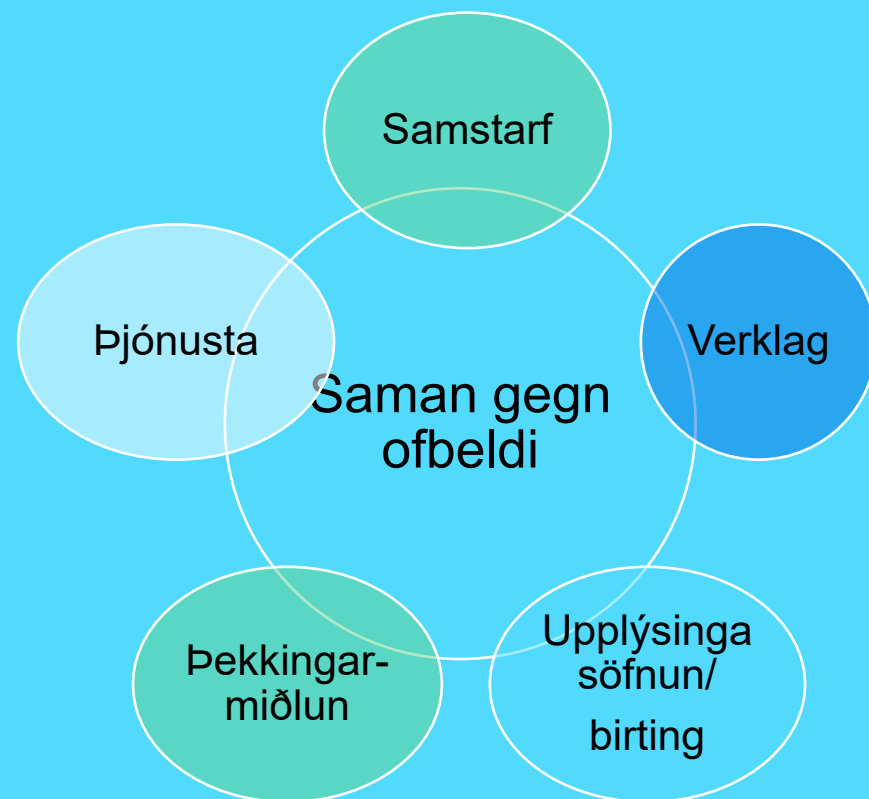 Samstarf
Þjónusta
Verklag
Saman gegn
ofbeldi
Þekkingar-
miðlun
Upplýsinga
söfnun/
birting